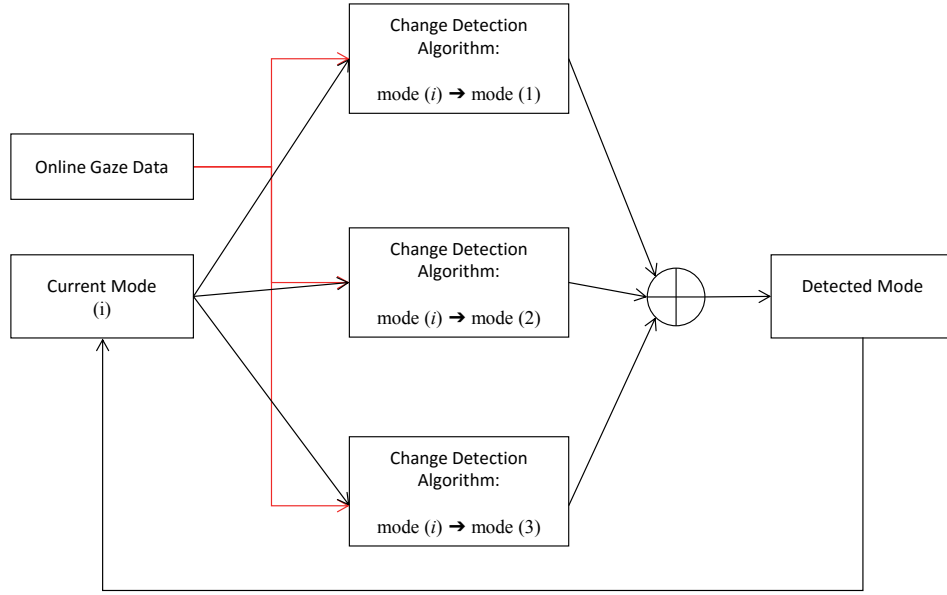 Change Detection
Algorithm:
mode (i) ➔ mode (1)
Online Gaze Data
Change Detection
Algorithm:
mode (i) ➔ mode (2)
Current Mode
(i)
Detected Mode
Change Detection
Algorithm:
mode (i) ➔ mode (3)